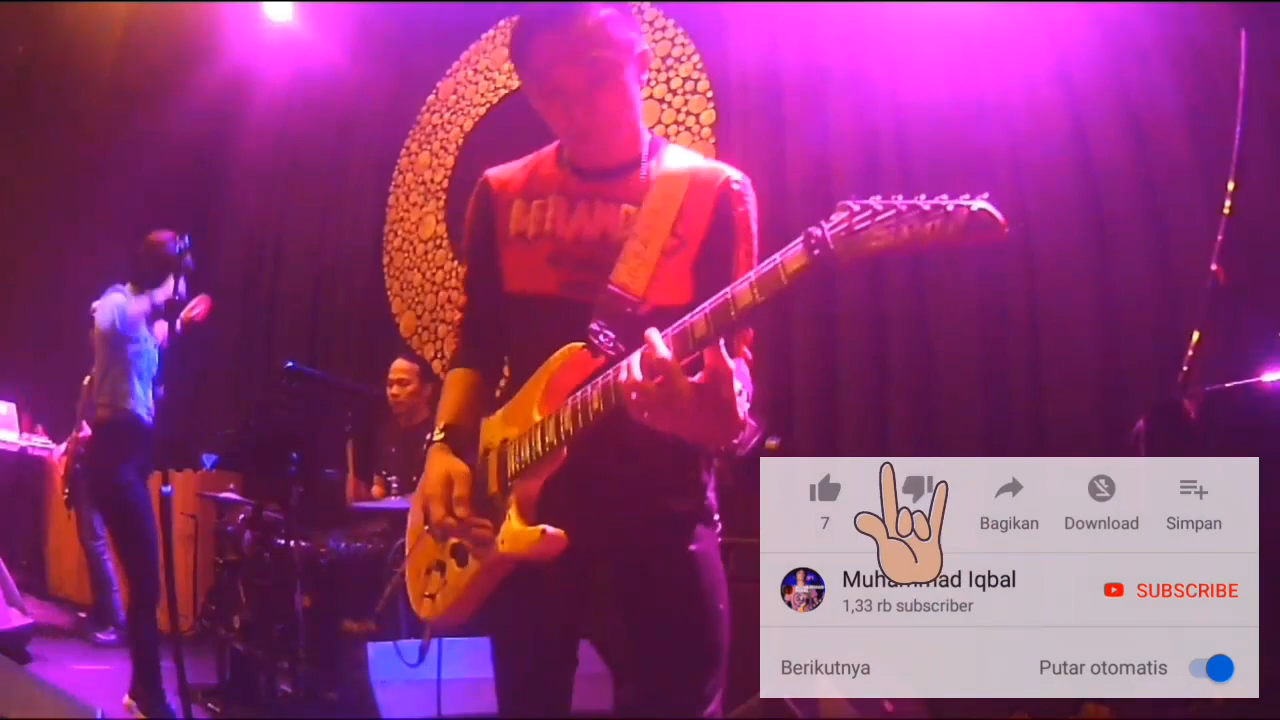 7
Bagikan
Download
Simpan
Muhammad Iqbal
1,33 rb subscriber
SUBSCRIBE
Berikutnya
Putar otomatis